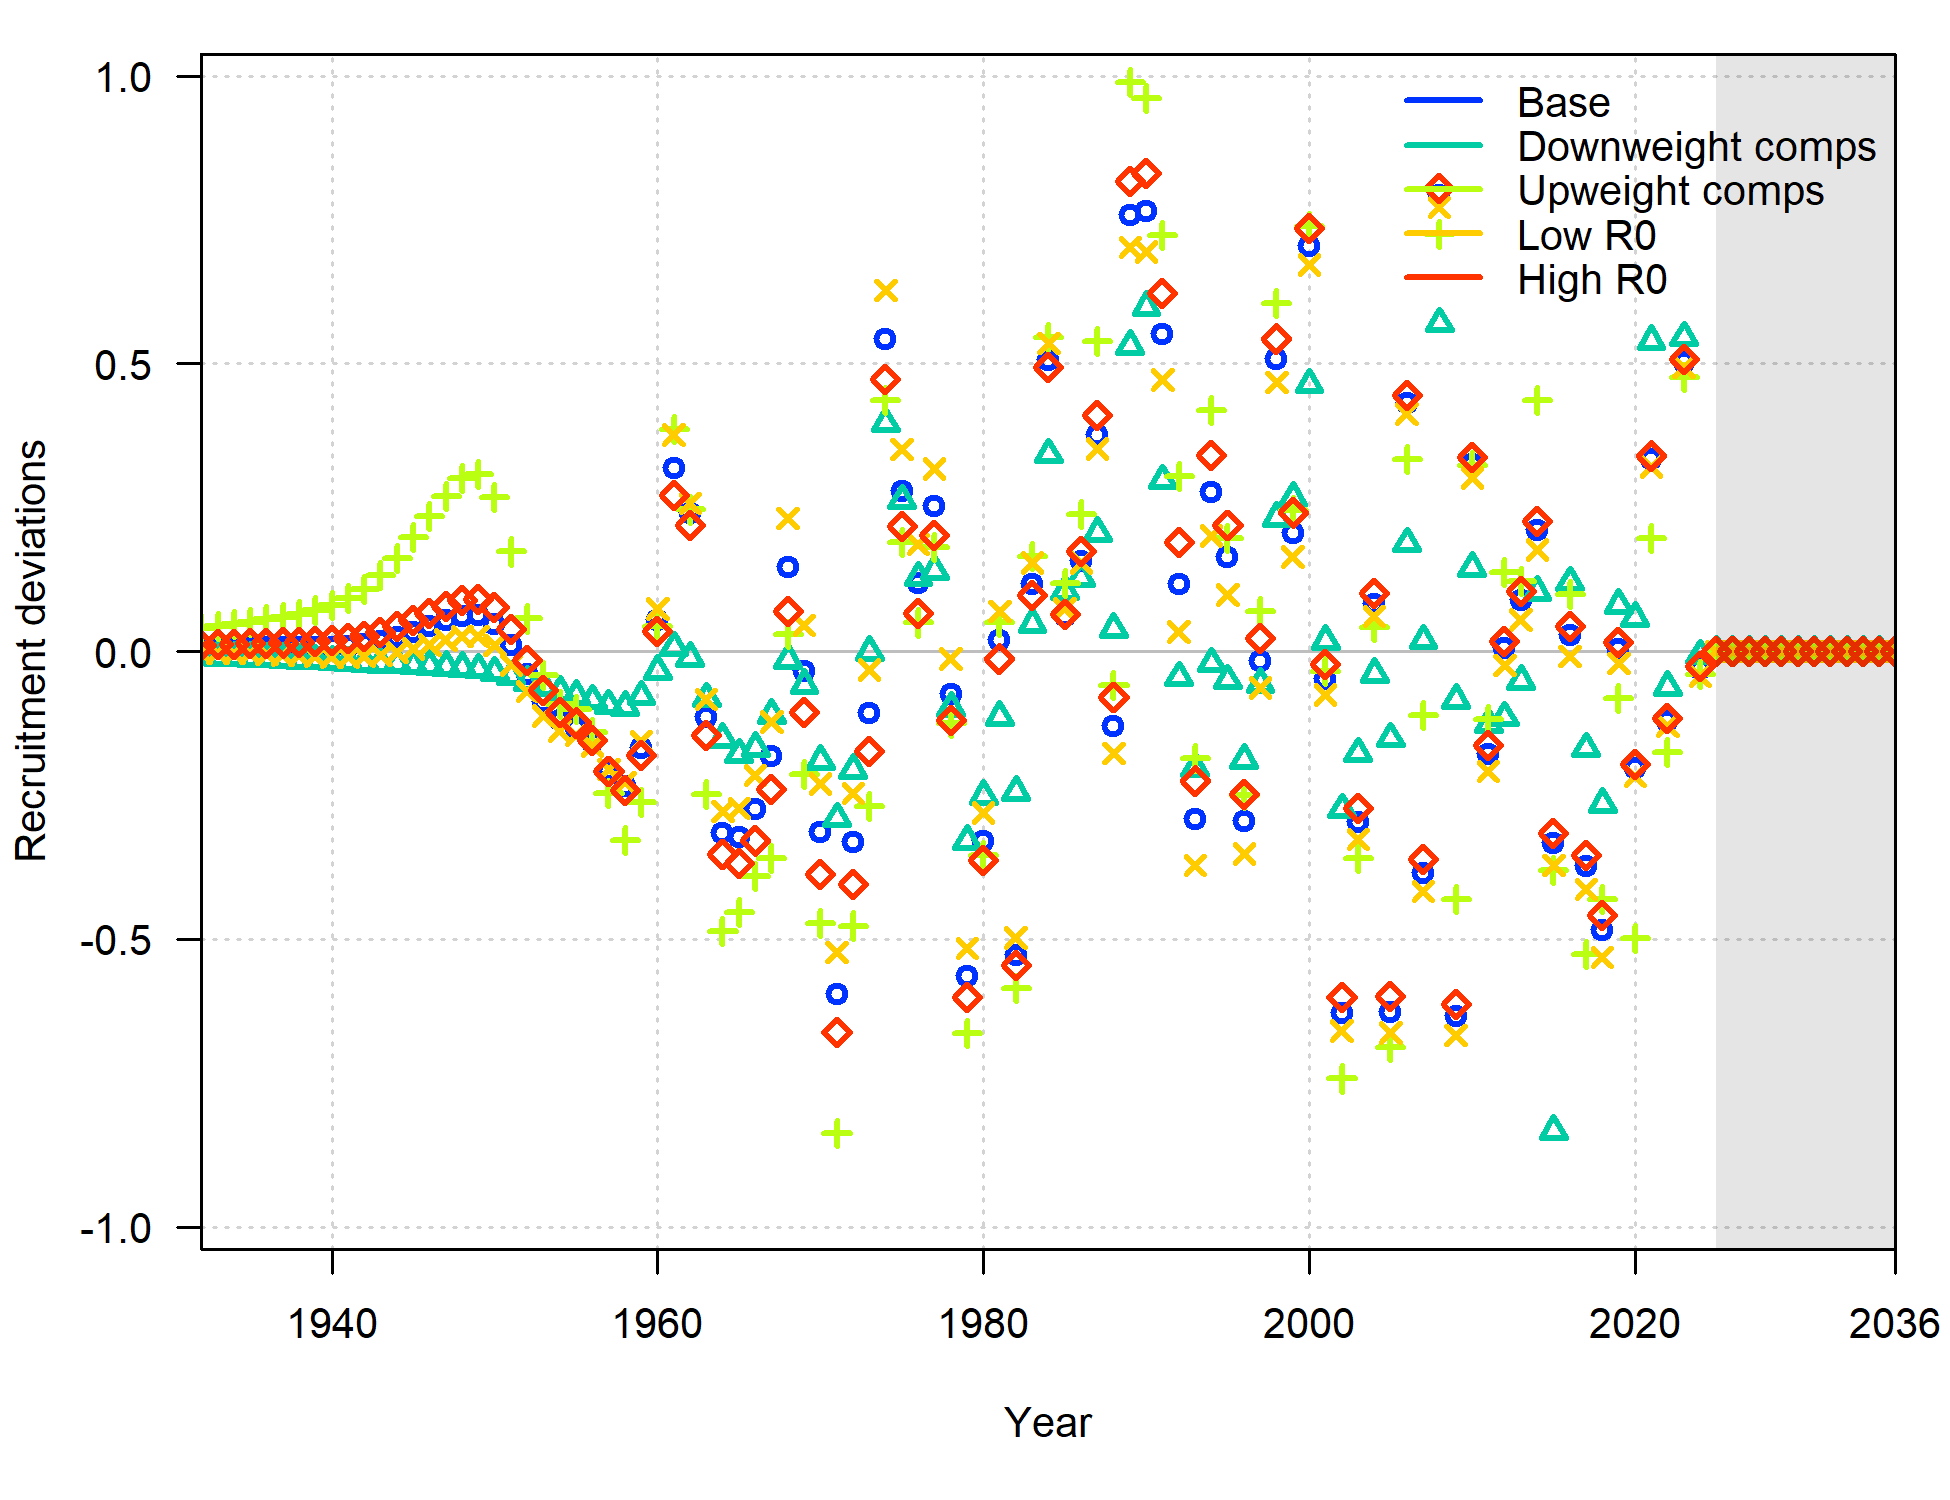 1.0
0.5
0.0
-0.5
-1.0
Recruitment deviations
Base
Downweight comps
Upweight comps
Low R0
High R0
1940 1960 1980 2000 2020 2036
Year